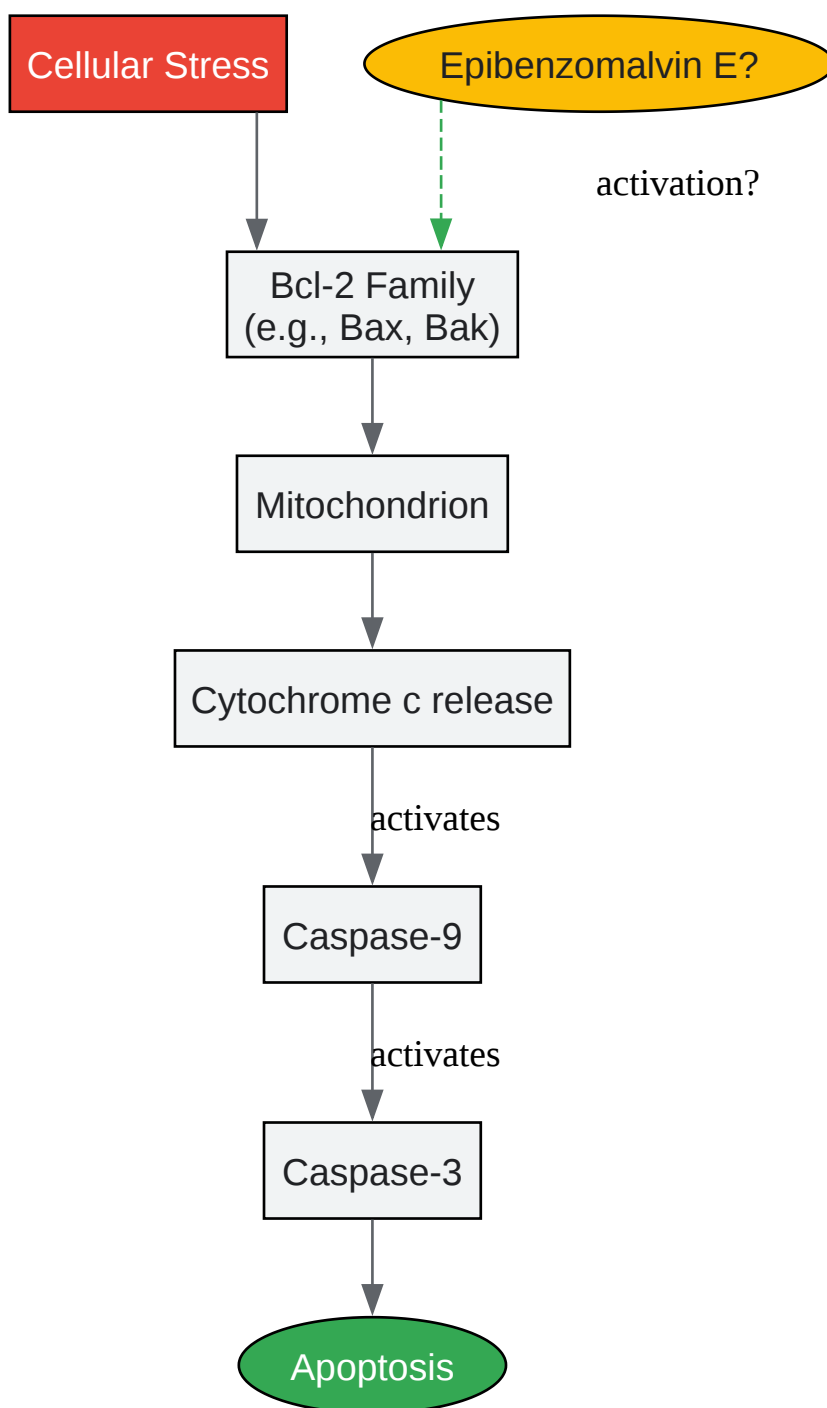 Cellular Stress
Epibenzomalvin E?
activation?
Bcl-2 Family
(e.g., Bax, Bak)
Mitochondrion
Cytochrome c release
activates
Caspase-9
activates
Caspase-3
Apoptosis